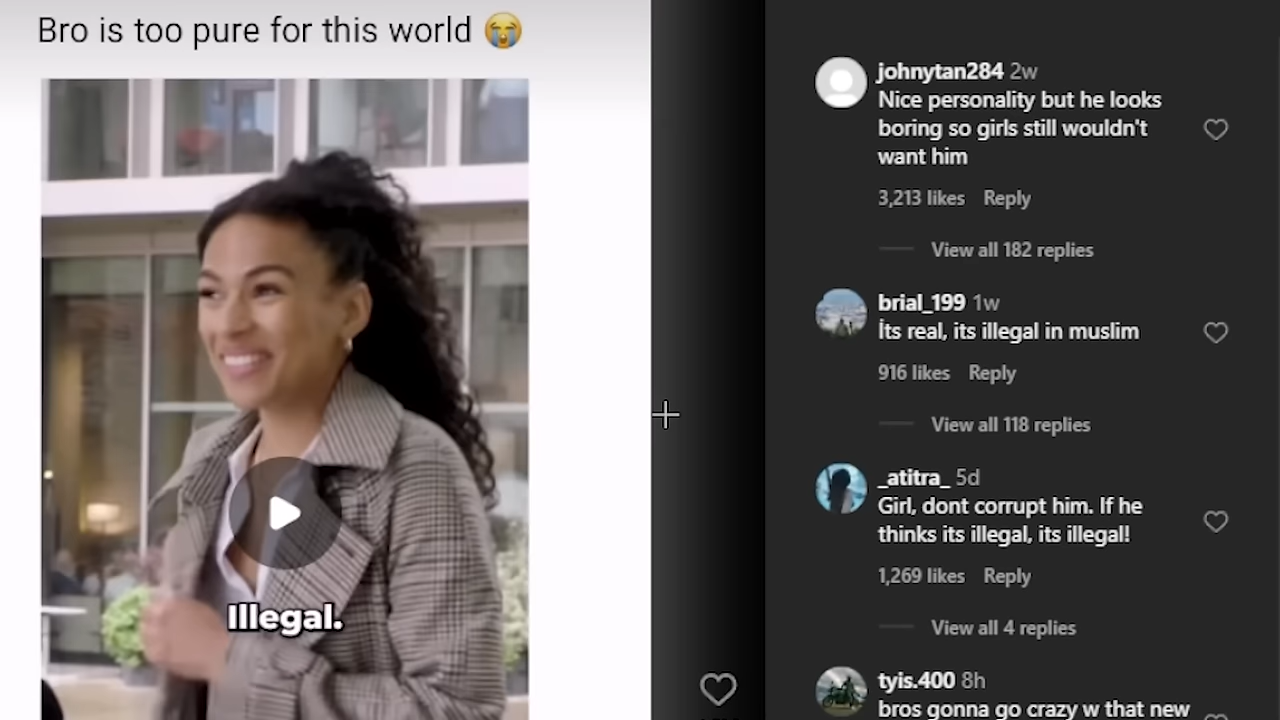 Bro is too pure for this world 😭
Illegal.
johnytan284 2w
Nice personality but he looks
boring so girls still wouldn't
want him
3,213 likes Reply
View all 182 replies
brial_199 1w
İts real, its illegal in muslim
916 likes Reply
View all 118 replies
_atitra_ 5d
Girl, dont corrupt him. If he
thinks its illegal, its illegal!
1,269 likes Reply
View all 4 replies
tyis.400 8h
bros gonna go crazy w that new